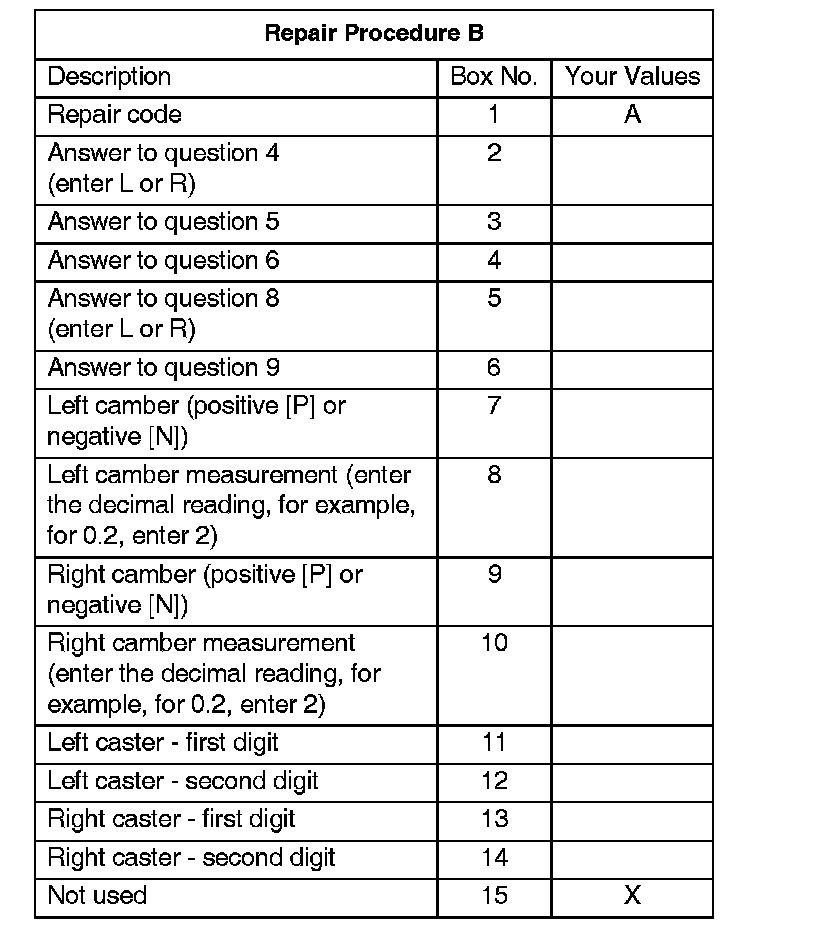 Repair Procedure B
Description Box No. Your Values
Repair code 1 A
Answer to question 4 2
(enter L or R)
Answer to question 5 3
Answer to question 6 4
Answer to question 8 5
(enter L or R)
Answer to question 9 6
Left camber (positive [P] or 7
negative [N])
Left camber measurement (enter 8
the decimal reading, for example,
for 0.2, enter 2)
Right camber (positive [P] or 9
negative [N])
Right camber measurement 10
(enter the decimal reading, for
example, for 0.2, enter 2)
Left caster - first digit 11
Left caster - second digit 12
Right caster - first digit 13
Right caster - second digit 14
Not used 15 X